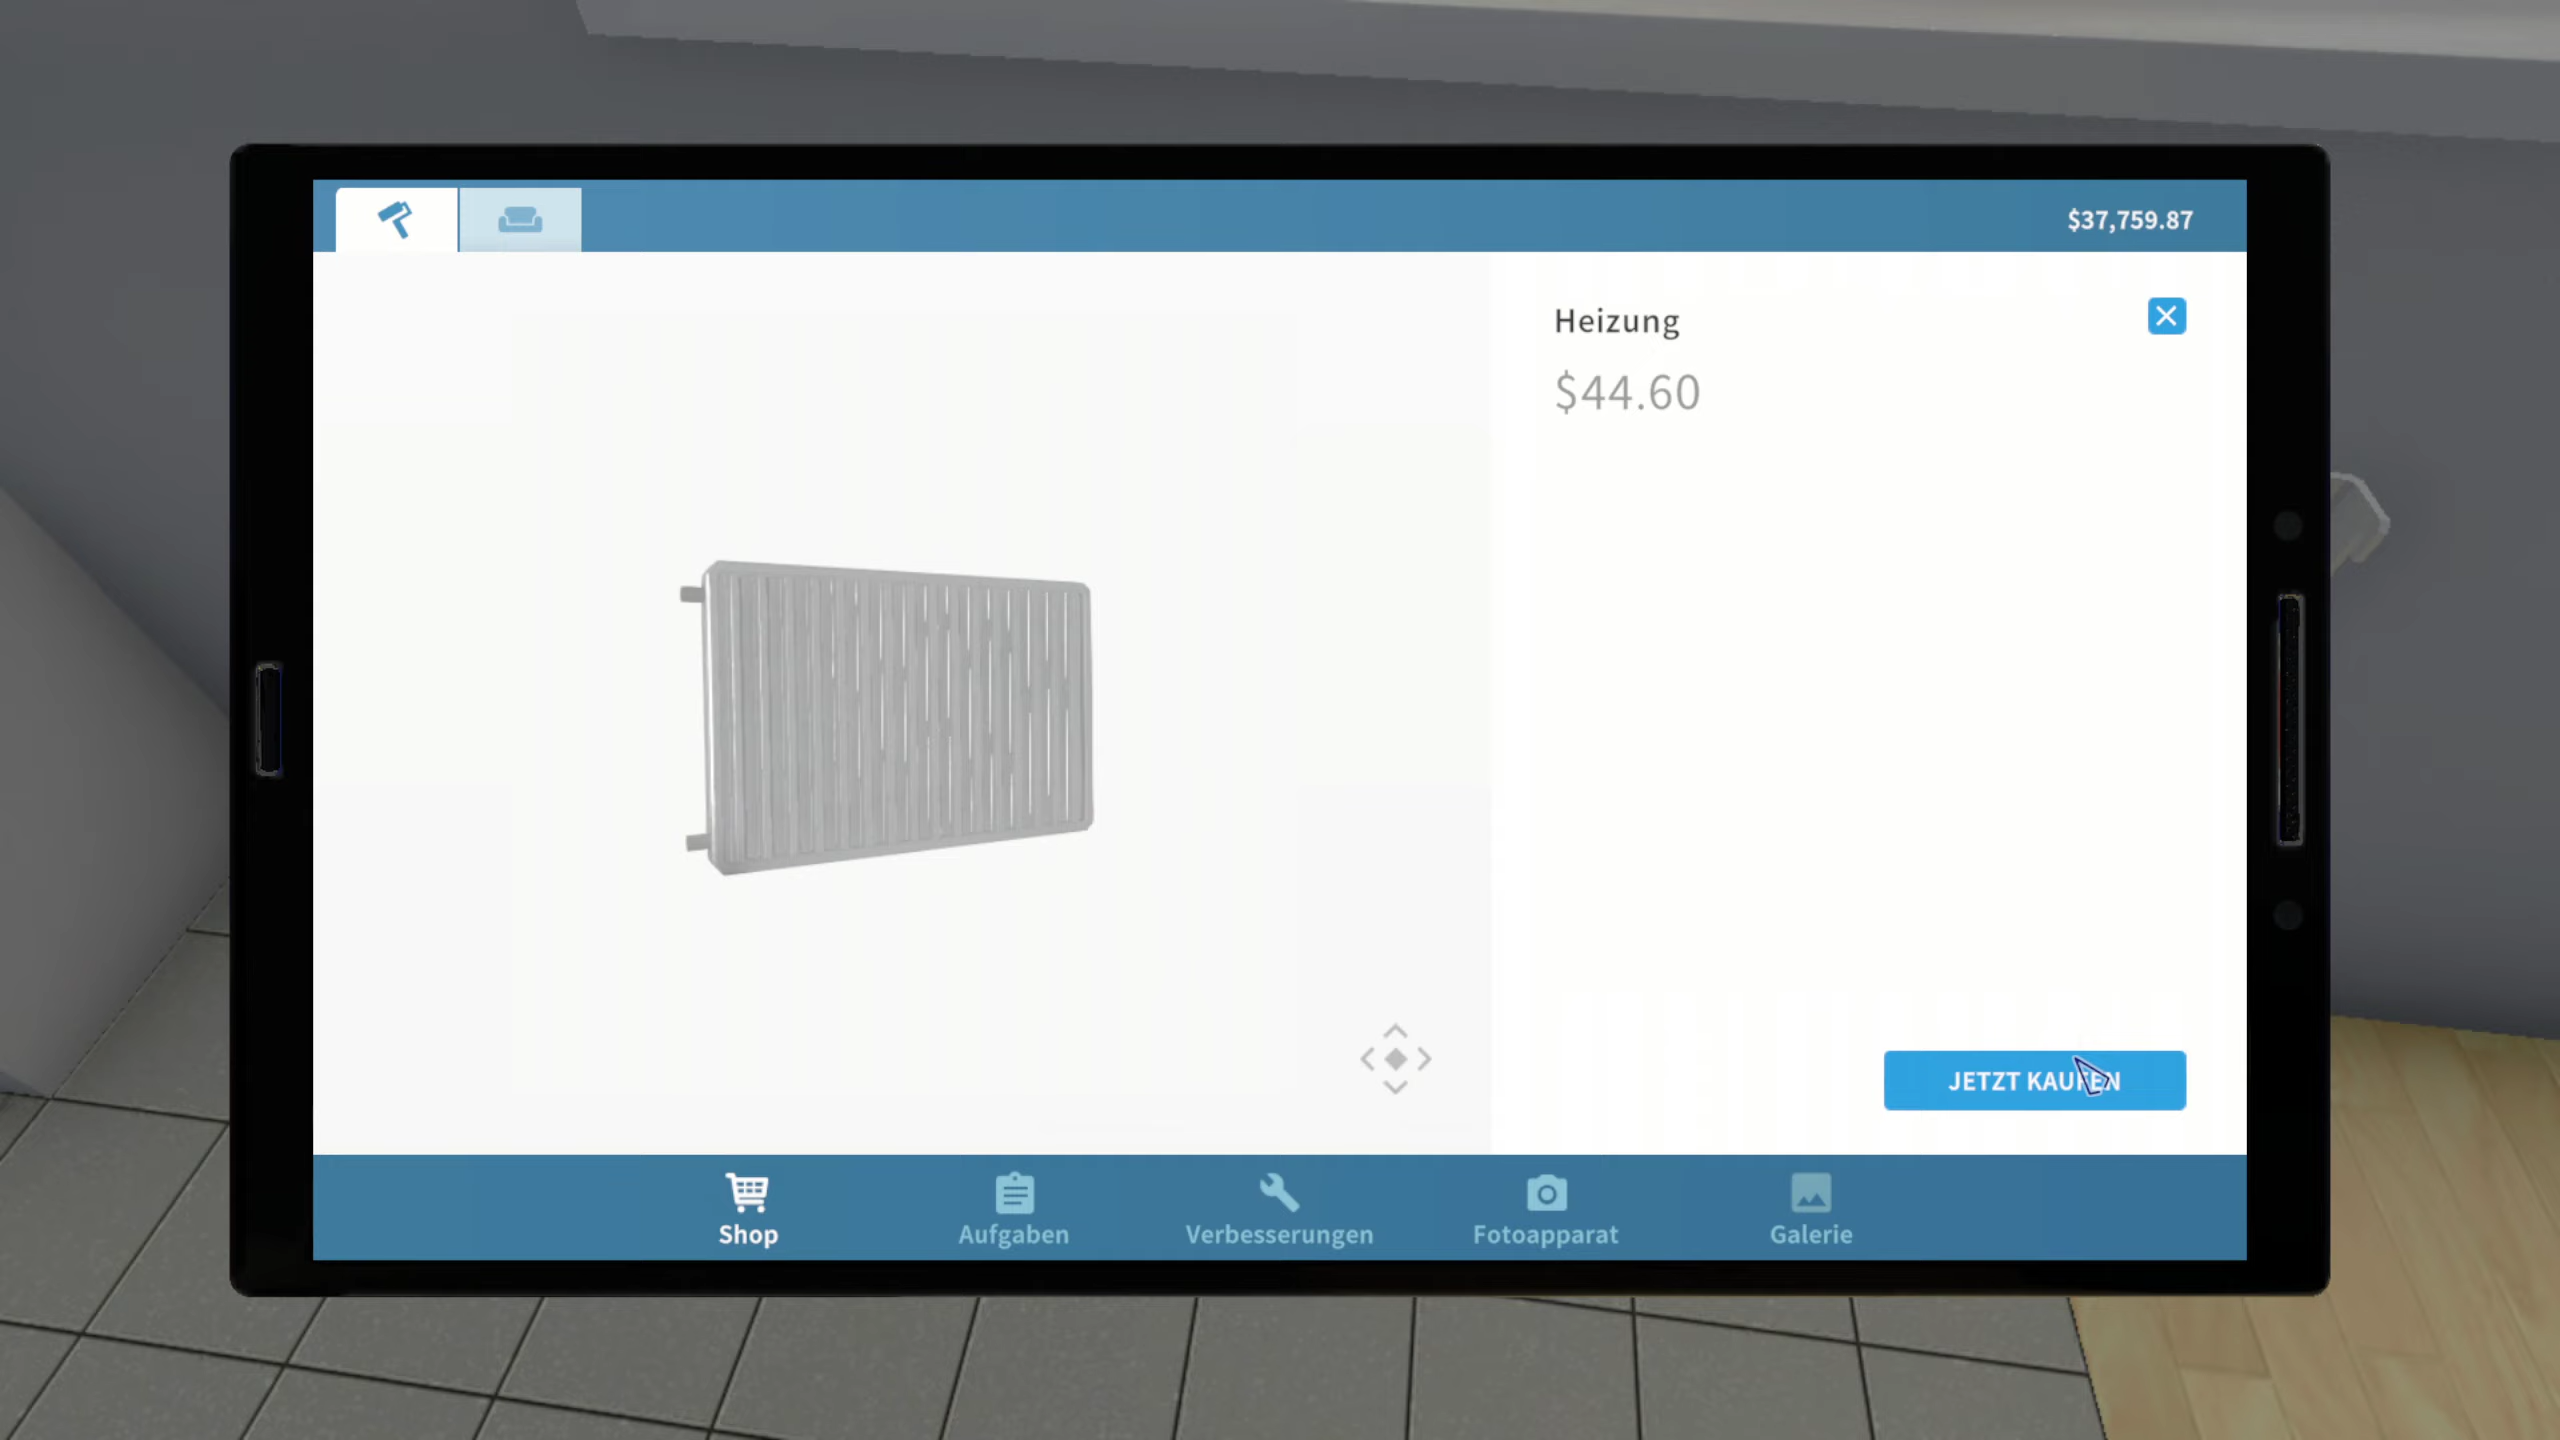 $37,759.87
Heizung
$44.60
JETZT KAUFEN
Shop
Aufgaben
Verbesserungen
Fotoapparat
Galerie